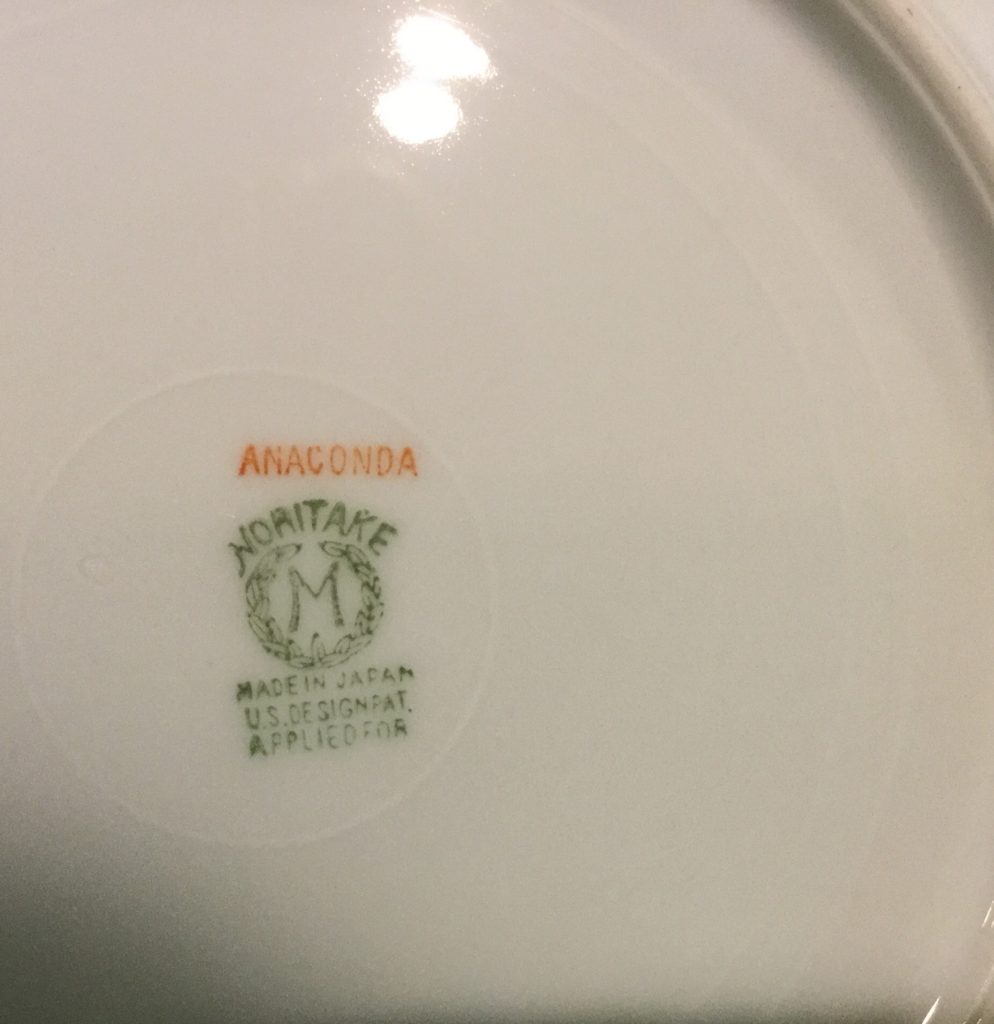 ANACONDA
NORITAKE
M
MADE IN JAPAN
U.S. DESIGN PAT.
APPLIED FOR